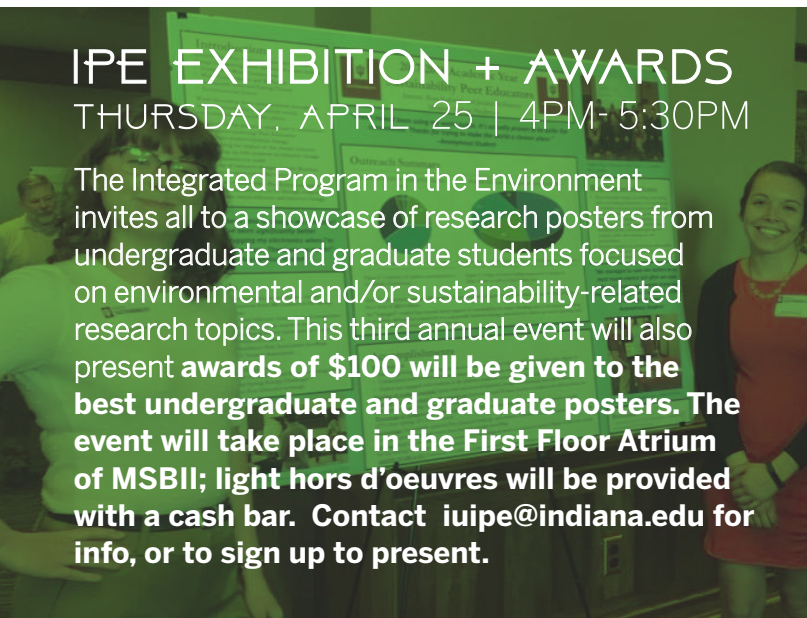 IPE EXHIBITION + AWARDS
THURSDAY, APRIL 25 | 4PM- 5:30PM
The Integrated Program in the Environment
invites all to a showcase of research posters from
undergraduate and graduate students focused
on environmental and/or sustainability-related
research topics. This third annual event will also
present awards of $100 will be given to the
best undergraduate and graduate posters. The
event will take place in the First Floor Atrium
of MSBII; light hors d’oeuvres will be provided
with a cash bar.  Contact  iuipe@indiana.edu for
info, or to sign up to present.
Introduction
Outreach Summary